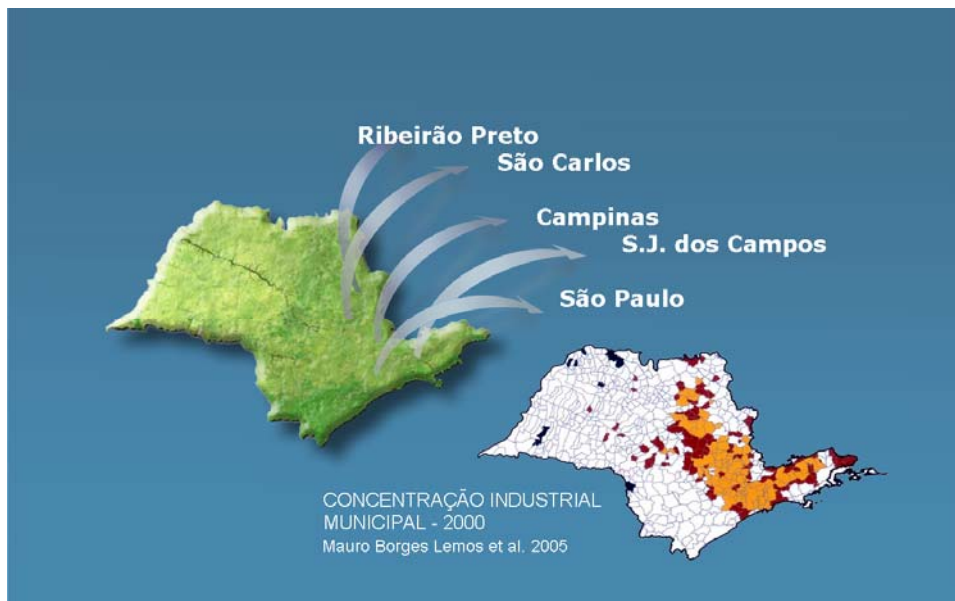 Ribeirão Preto
São Carlos
Campinas
S.J. dos Campos
São Paulo
CONCENTRAÇÃO INDUSTRIAL
MUNICIPAL - 2000
Mauro Borges Lemos et al. 2005